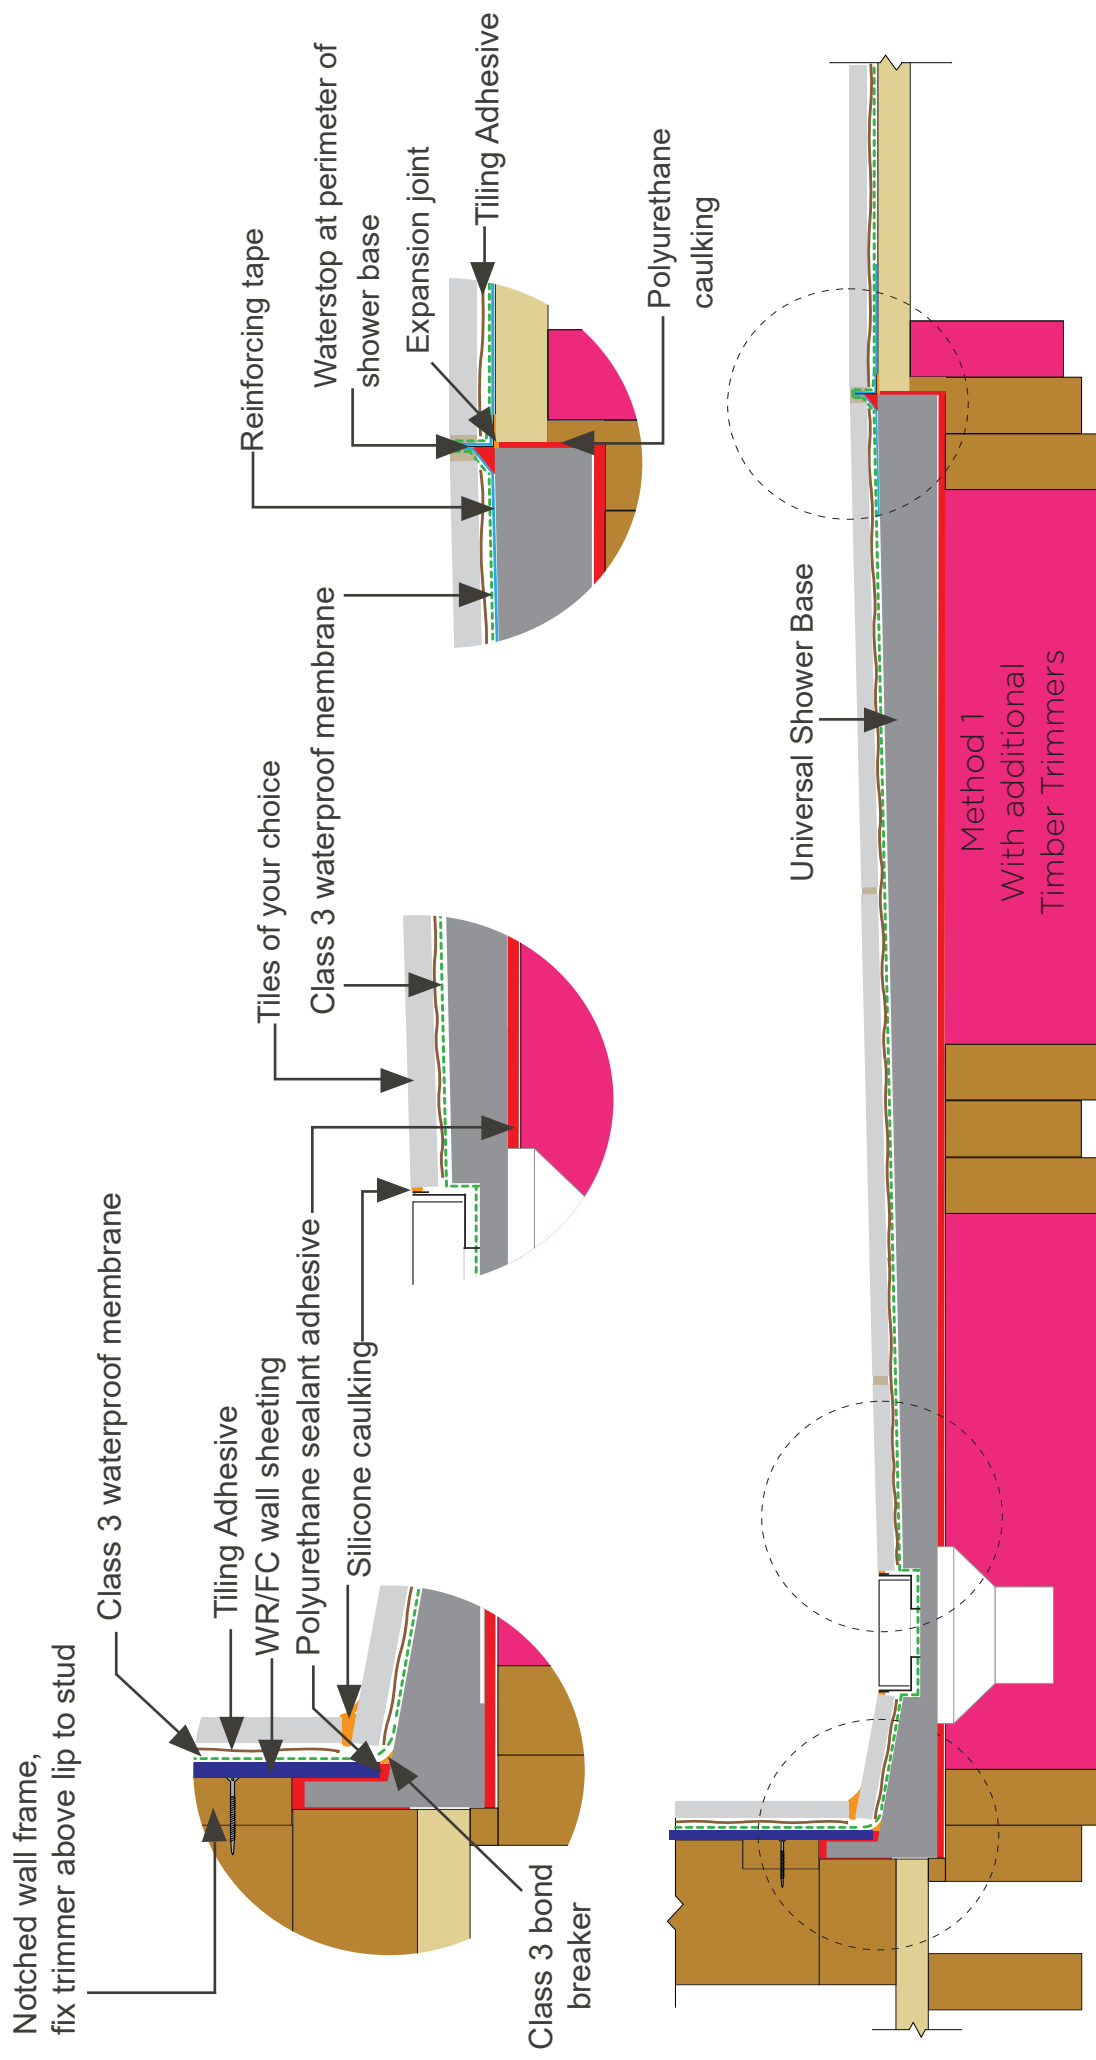 Notched wall frame,
fix trimmer above lip to stud
Class 3 waterproof membrane
Tiling Adhesive
WR/FC wall sheeting
Polyurethane sealant adhesive
Silicone caulking
Class 3 bond
breaker
Tiles of your choice
Class 3 waterproof membrane
Reinforcing tape
Waterstop at perimeter of
shower base
Expansion joint
Tiling Adhesive
Polyurethane
caulking
Universal Shower Base
Method 1
With additional
Timber Trimmers